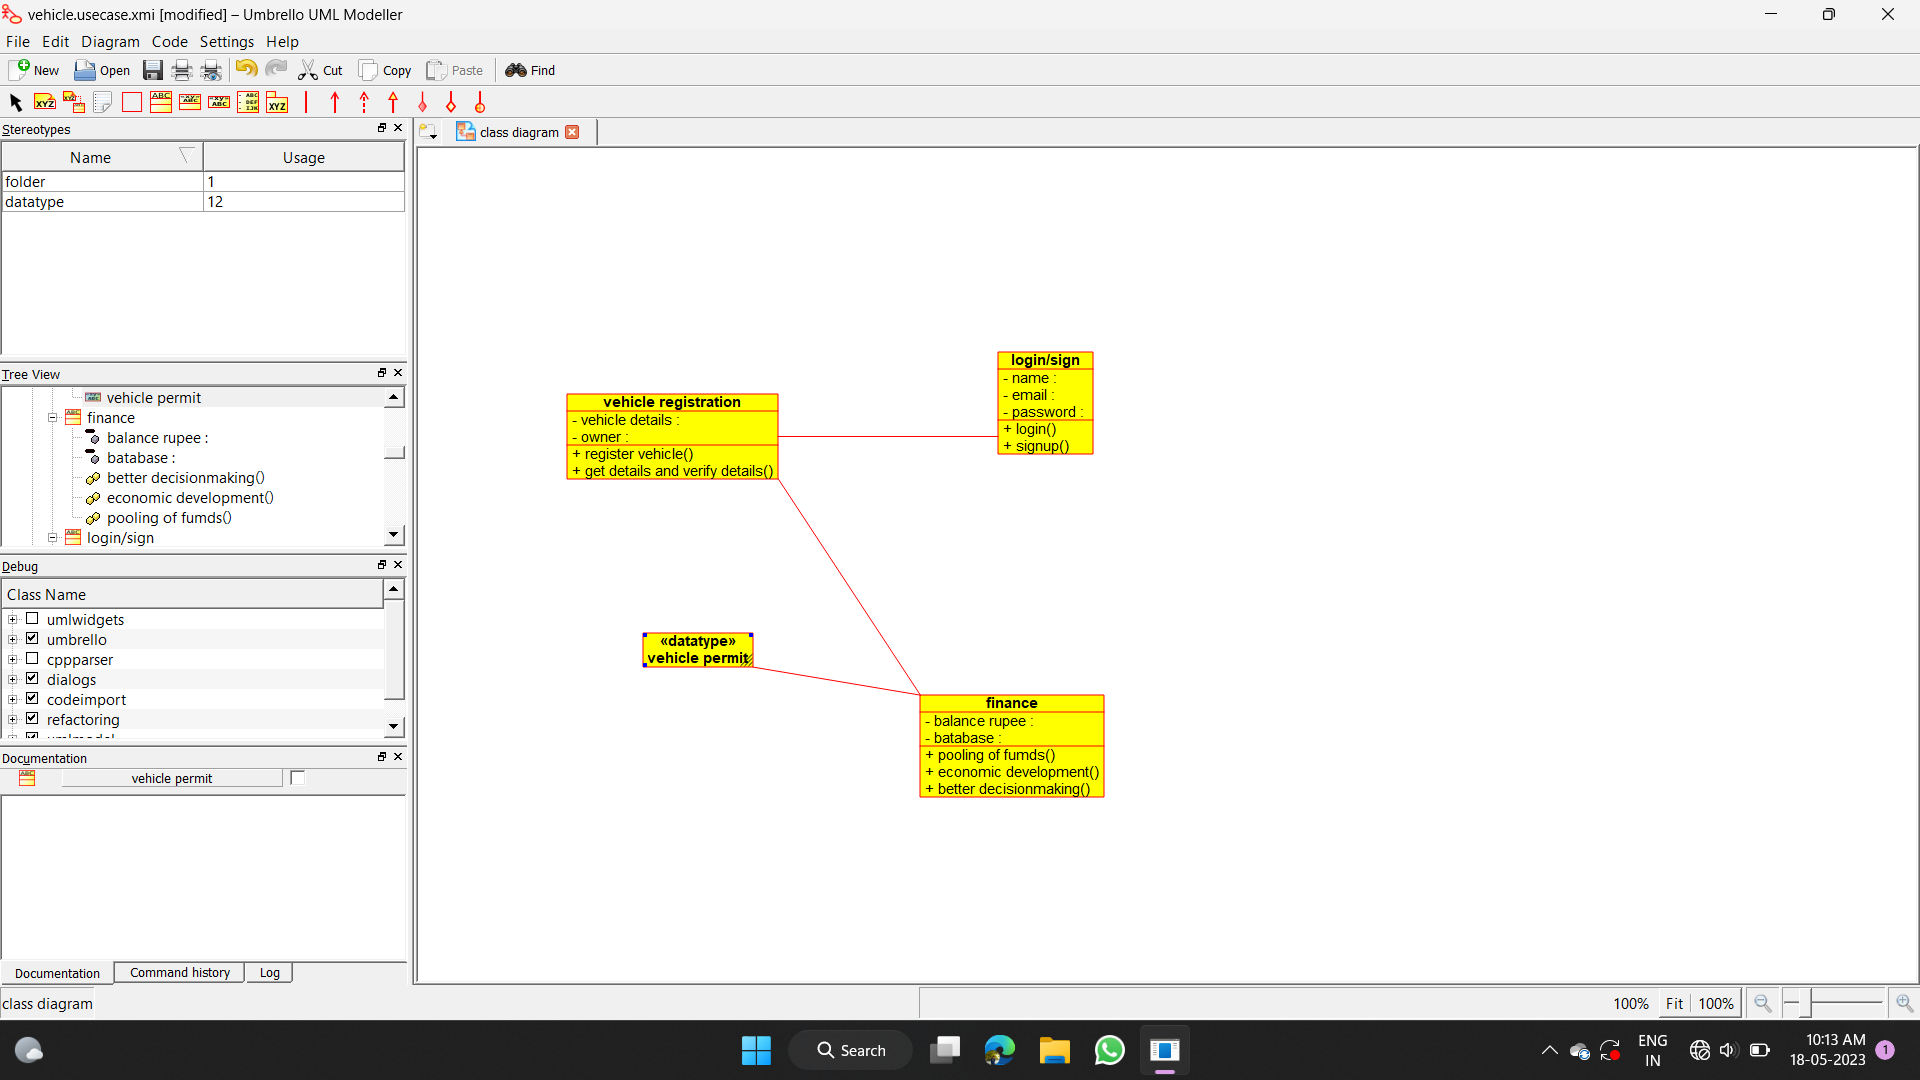 vehicle.usecase.xmi [modified] – Umbrello UML Modeller
File Edit Diagram Code Settings Help
New Open Cut Copy Paste Find
Stereotypes
Name Usage
folder 1
datatype 12
Tree View
vehicle permit
finance
balance rupee :
batabase :
better decisionmaking()
economic development()
pooling of fumds()
login/sign
Debug
Class Name
umlwidgets
umbrello
cppparser
dialogs
codeimport
refactoring
Documentation
vehicle permit
Documentation Command history Log
class diagram
class diagram
vehicle registration
- vehicle details :
- owner :
+ register vehicle()
+ get details and verify details()
login/sign
- name :
- email :
- password :
+ login()
+ signup()
«datatype»
vehicle permit
finance
- balance rupee :
- batabase :
+ pooling of fumds()
+ economic development()
+ better decisionmaking()
100% Fit 100%
Search
ENG
IN
10:13 AM
18-05-2023
1